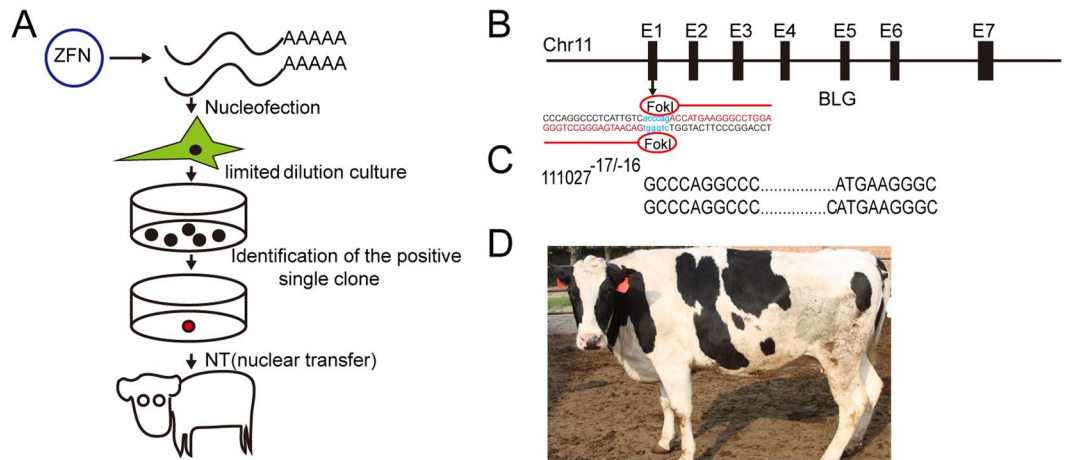 A
ZFN
AAAAA
AAAAA
Nucleofection
limited dilution culture
Identification of the positive
single clone
NT(nuclear transfer)
B
Chr11
E1 E2 E3 E4 E5 E6 E7
BLG
FokI
CCCAGGCCCTCATTGTCacccagACCATGAAGGGCCTGGA
GGGTCCGGGAGTAACAGtgggtcTGGTACTTCCCGGACCT
FokI
C
111027-17/-16
GCCCAGGCCC.................ATGAAGGGC
GCCCAGGCCC...............CATGAAGGGC
D